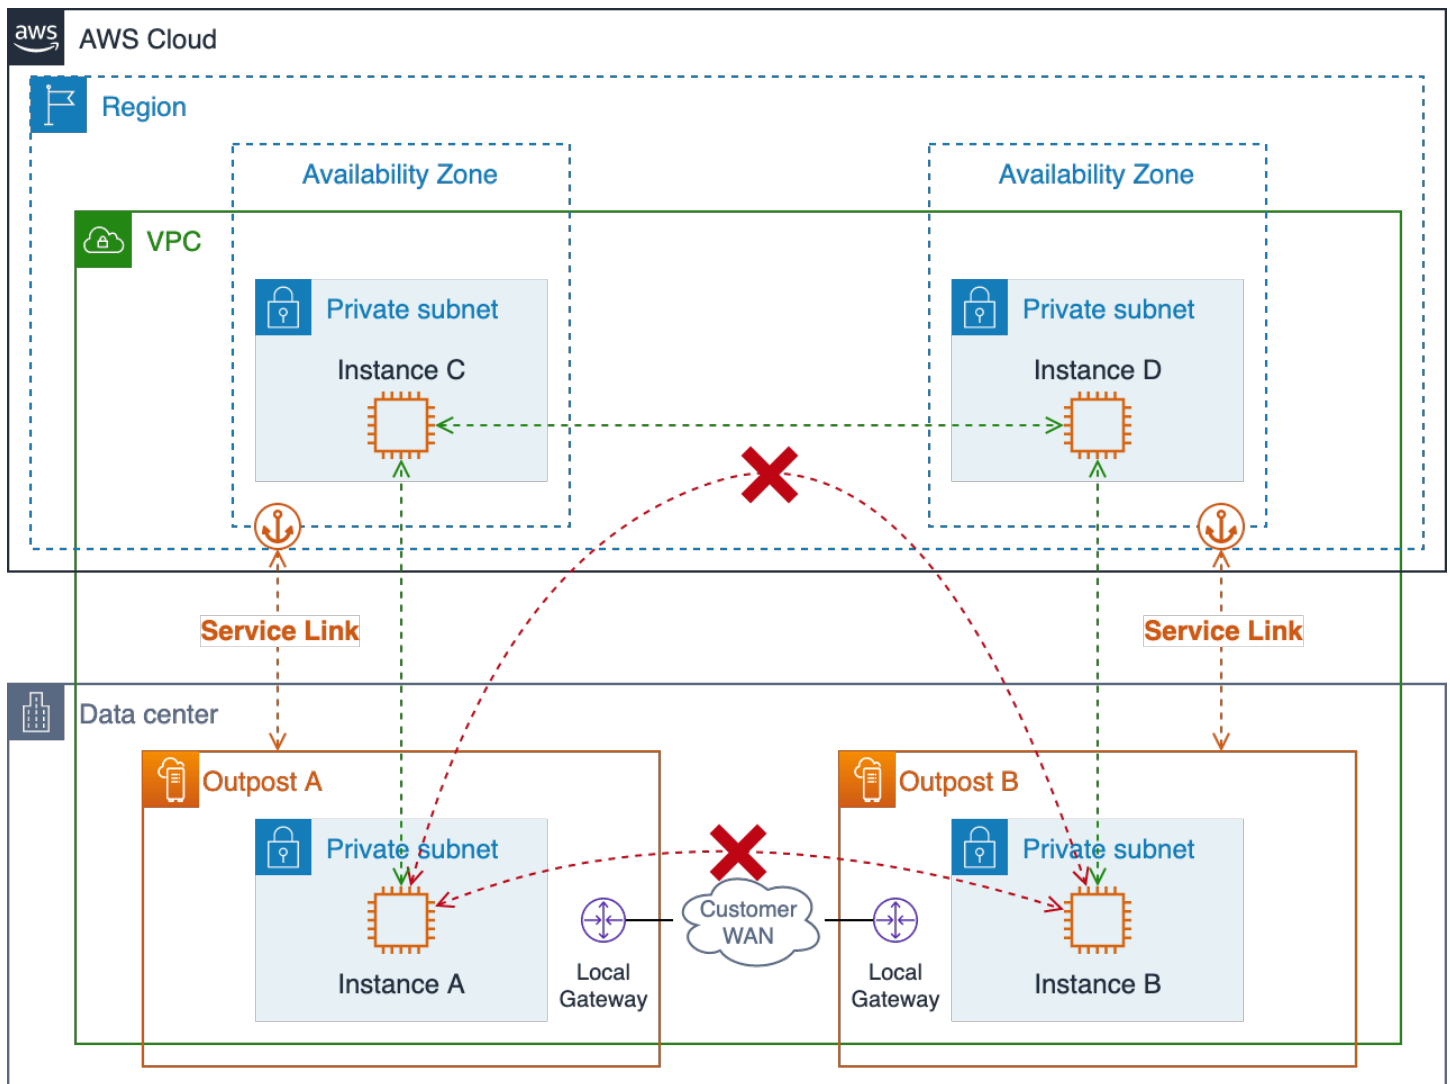 aws
AWS Cloud
Region
Availability Zone
Availability Zone
VPC
Private subnet
Private subnet
Instance C
Instance D
Service Link
Service Link
Data center
Outpost A
Outpost B
Private subnet
Private subnet
Customer
WAN
Local
Gateway
Local
Gateway
Instance A
Instance B